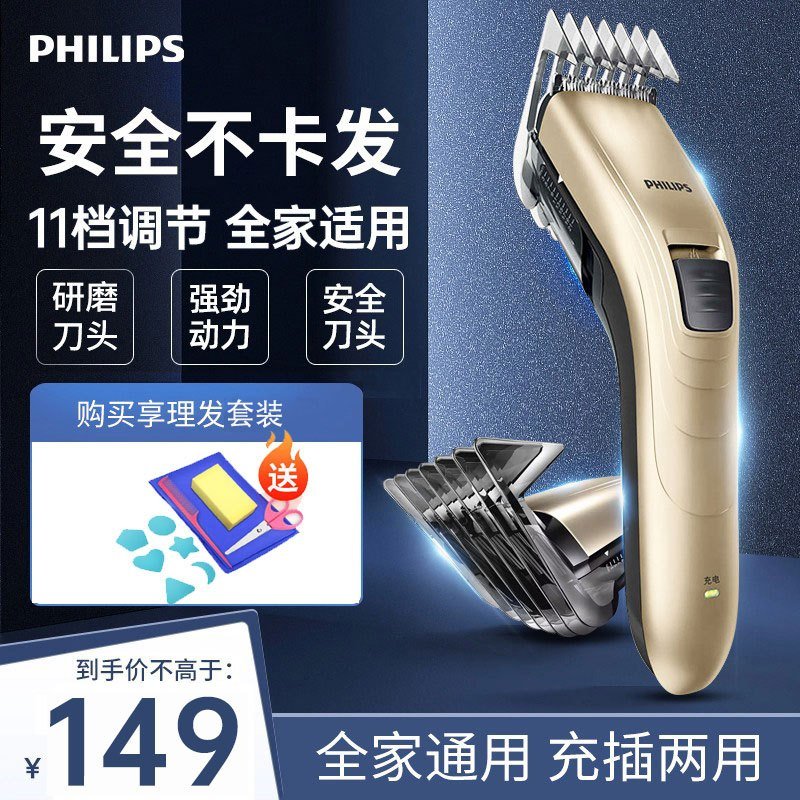 PHILIPS
安全不卡发
11档调节 全家适用
研磨
刀头
强劲
动力
安全
刀头
购买享理发套装
送
PHILIPS
充电
到手价不高于：
¥149
全家通用 充插两用